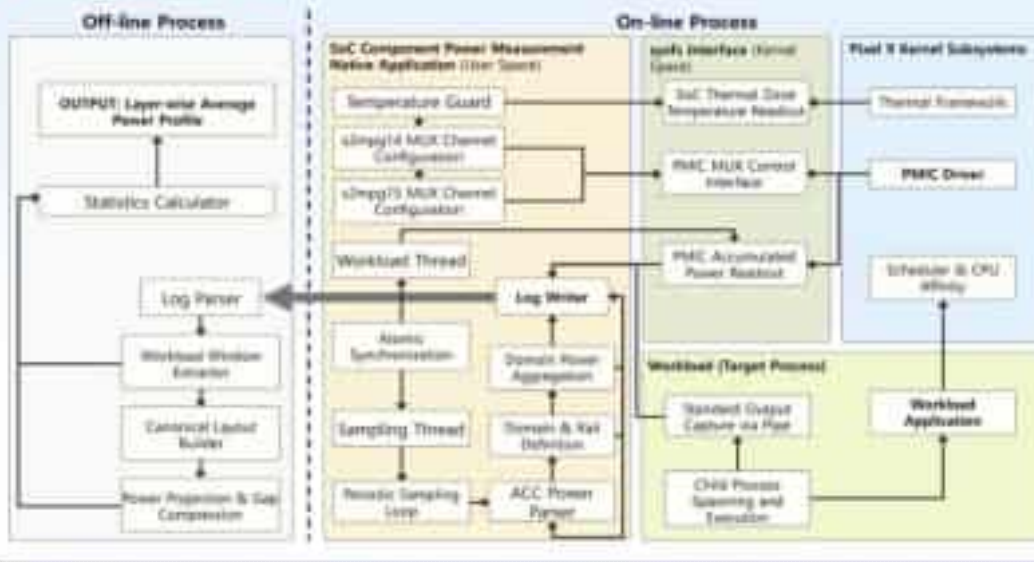 Off-line Process
On-line Process
OUTPUT: Layer-wise Average
Power Profile
Statistics Calculator
Log Parser
Workload Window
Extractor
Canonical Layout
Builder
Power Projection & Gap
Compression
SoC Component Power Measurement
Native Application (User Space)
Temperature Guard
s2mpg14 MUX Channel
Configuration
s2mpg15 MUX Channel
Configuration
Workload Thread
Log Writer
Atomic
Synchronization
Domain Power
Aggregation
Sampling Thread
Domain & Rail
Definition
Periodic Sampling
Loop
ACC Power
Parser
sysfs Interface (Kernel
Space)
SoC Thermal Zone
Temperature Readout
PMIC MUX Control
Interface
PMIC Accumulated
Power Readout
Pixel Kernel Subsystems
Thermal Framework
PMIC Driver
Scheduler & CPU
Affinity
Workload (Target Process)
Standard Output
Capture via Pipe
Workload
Application
Child Process
Spawning and
Execution